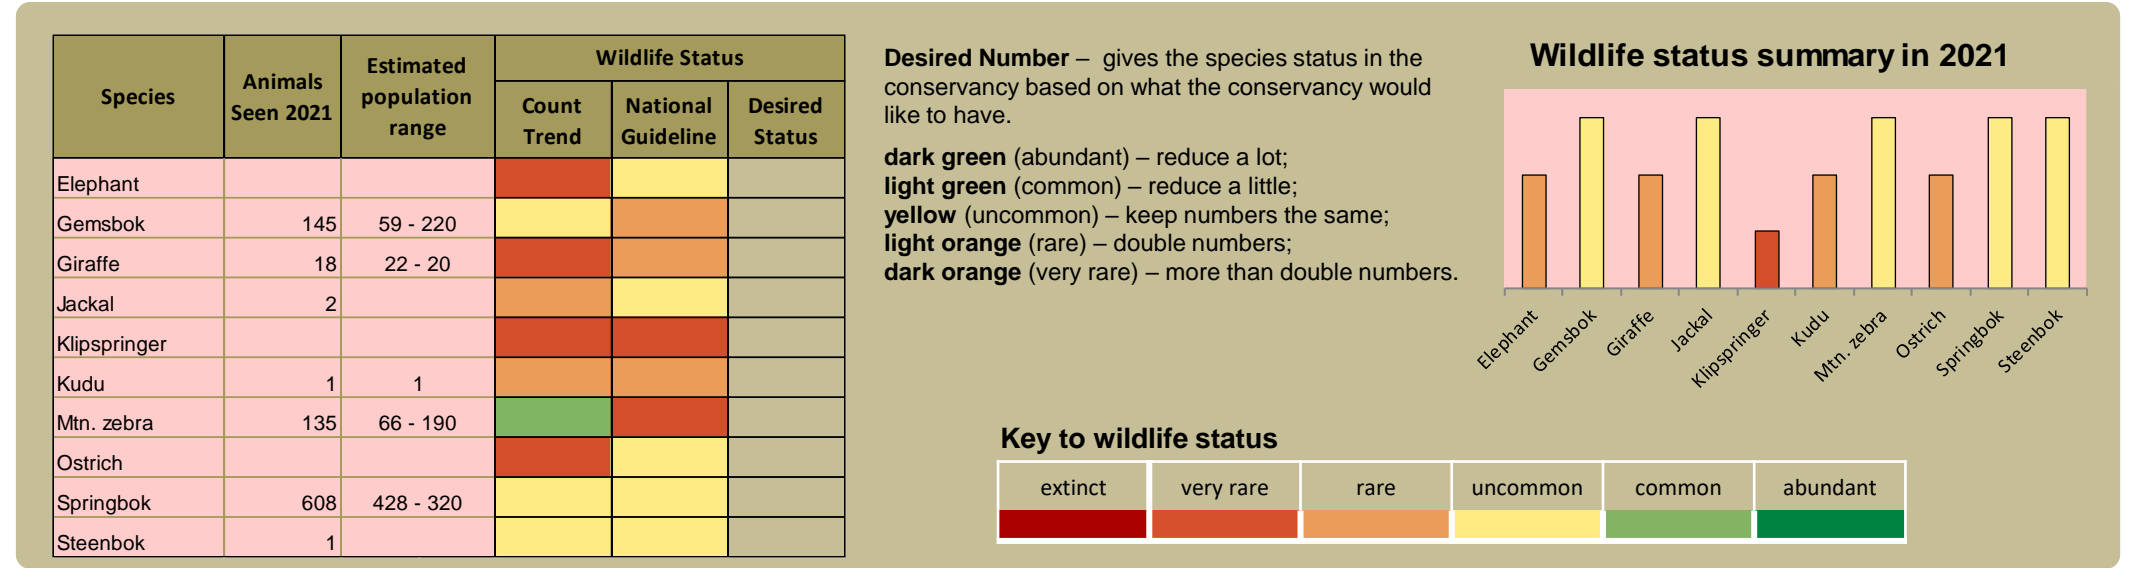 Species
Animals
Seen 2021
Estimated
population
range
Wildlife Status
Count
Trend
National
Guideline
Desired
Status
Elephant
Gemsbok 145 59 - 220
Giraffe 18 22 - 20
Jackal 2
Klipspringer
Kudu 1 1
Mtn. zebra 135 66 - 190
Ostrich
Springbok 608 428 - 320
Steenbok 1
Desired Number – gives the species status in the
conservancy based on what the conservancy would
like to have.
dark green (abundant) – reduce a lot;
light green (common) – reduce a little;
yellow (uncommon) – keep numbers the same;
light orange (rare) – double numbers;
dark orange (very rare) – more than double numbers.
Wildlife status summary in 2021
Elephant
Gemsbok
Giraffe
Jackal
Klipspringer
Kudu
Mtn. zebra
Ostrich
Springbok
Steenbok
Key to wildlife status
extinct very rare rare uncommon common abundant